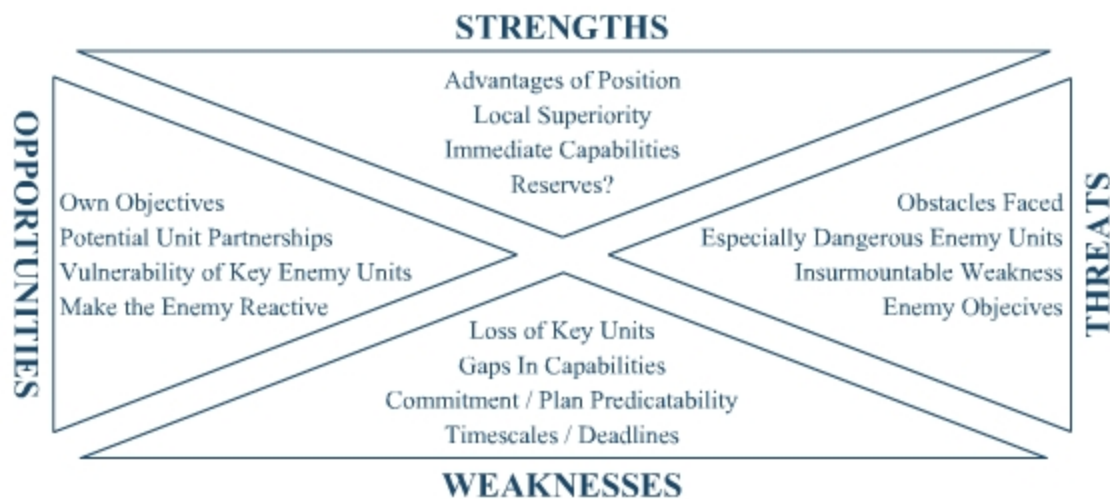 STRENGTHS
Advantages of Position
Local Superiority
Immediate Capabilities
Reserves?
OPPORTUNITIES
Own Objectives
Potential Unit Partnerships
Vulnerability of Key Enemy Units
Make the Enemy Reactive
Obstacles Faced
Especially Dangerous Enemy Units
Insurmountable Weakness
Enemy Objecives
THREATS
Loss of Key Units
Gaps In Capabilities
Commitment / Plan Predicatability
Timescales / Deadlines
WEAKNESSES